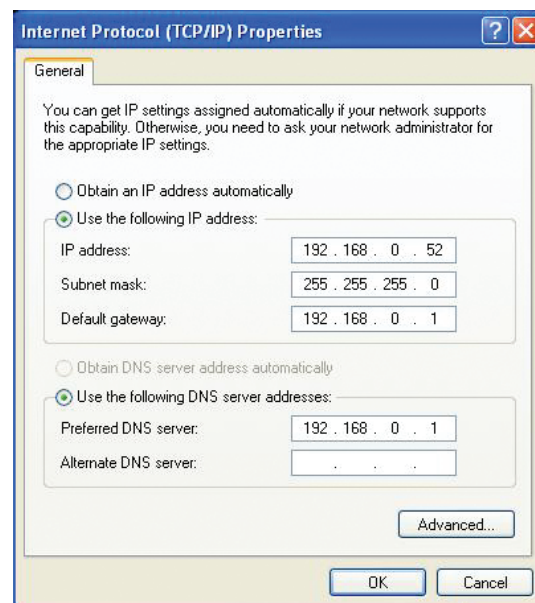 Internet Protocol (TCP/IP) Properties
General
You can get IP settings assigned automatically if your network supports
this capability. Otherwise, you need to ask your network administrator for
the appropriate IP settings.
Obtain an IP address automatically
Use the following IP address:
IP address: 192 . 168 . 0 . 52
Subnet mask: 255 . 255 . 255 . 0
Default gateway: 192 . 168 . 0 . 1
Obtain DNS server address automatically
Use the following DNS server addresses:
Preferred DNS server: 192 . 168 . 0 . 1
Alternate DNS server: . . .
Advanced...
OK Cancel